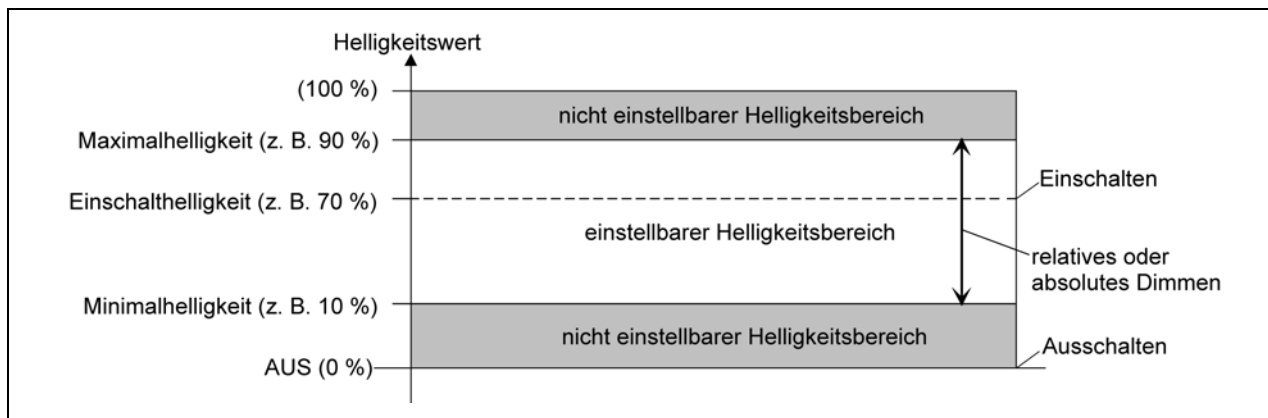 Helligkeitswert
(100 %)
nicht einstellbarer Helligkeitsbereich
Maximalhelligkeit (z. B. 90 %)
Einschalten
Einschalthelligkeit (z. B. 70 %)
einstellbarer Helligkeitsbereich
relatives oder
absolutes Dimmen
Minimalhelligkeit (z. B. 10 %)
nicht einstellbarer Helligkeitsbereich
Ausschalten
AUS (0 %)